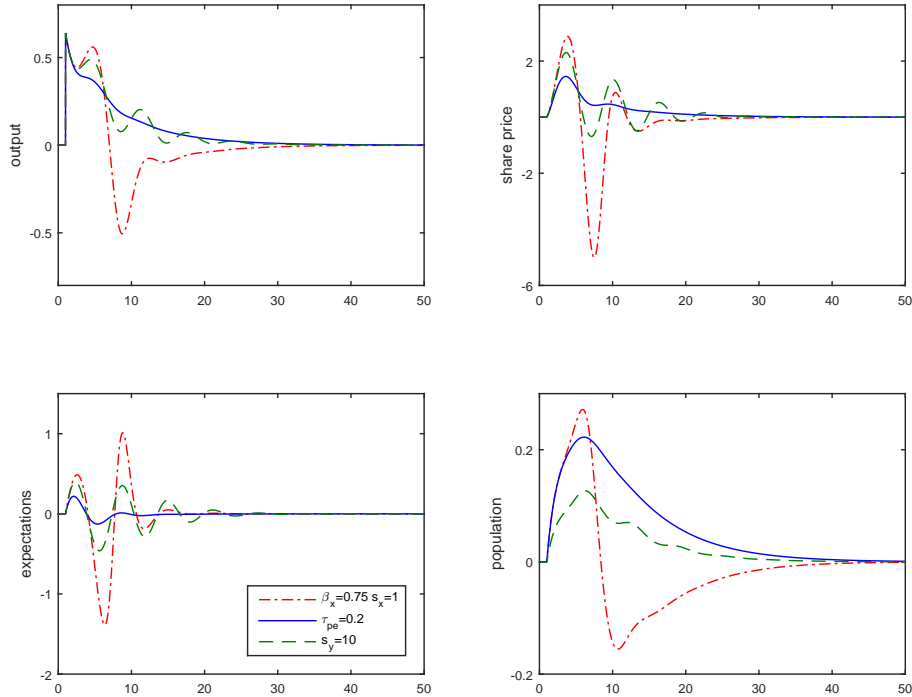 0.5
0
-0.5
output
0 10 20 30 40 50
2
-2
-6
share price
0 10 20 30 40 50
1
0
-1
-2
expectations
0 10 20 30 40 50
β_x=0.75 s_x=1
τ_pe=0.2
s_y=10
0.2
0
-0.2
population
0 10 20 30 40 50